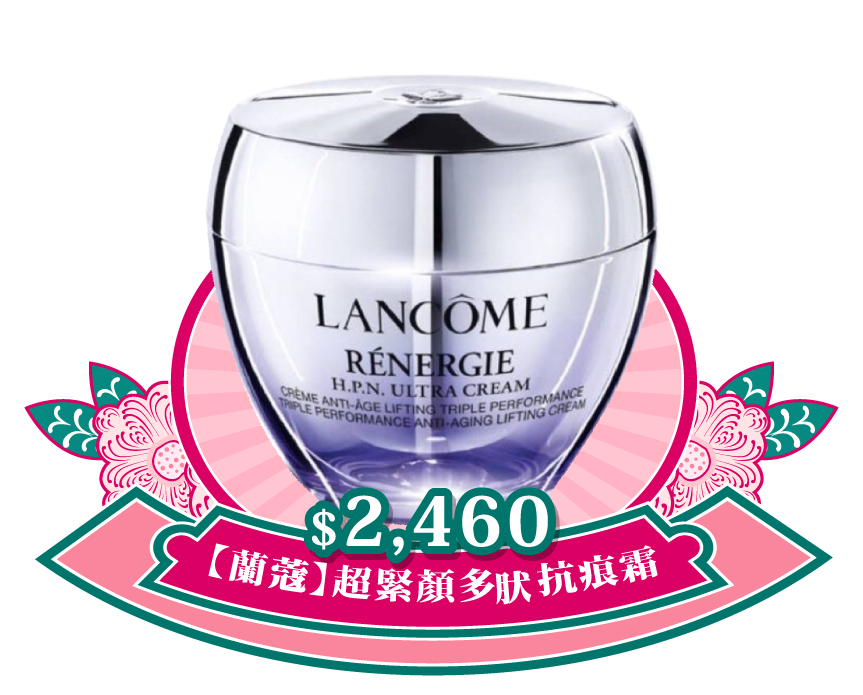 LANCÔME
RÉNERGIE
H.P.N. ULTRA CREAM
CRÈME ANTI-ÂGE LIFTING TRIPLE PERFORMANCE
TRIPLE PERFORMANCE ANTI-AGING LIFTING CREAM
$2,460
【蘭蔻】超緊顏多肽抗痕霜